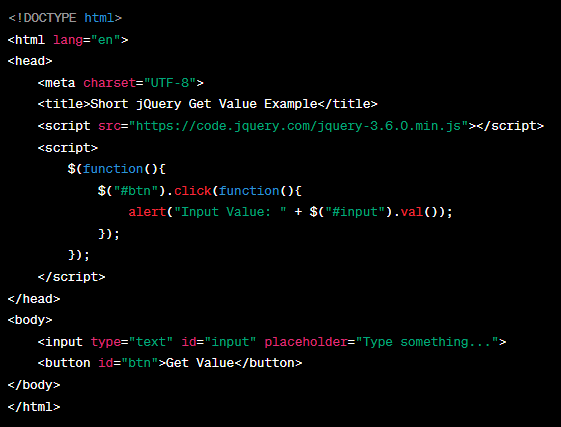 <!DOCTYPE html>
<html lang="en">
<head>
    <meta charset="UTF-8">
    <title>Short jQuery Get Value Example</title>
    <script src="https://code.jquery.com/jquery-3.6.0.min.js"></script>
    <script>
        $(function(){
            $("#btn").click(function(){
                alert("Input Value: " + $("#input").val());
            });
        });
    </script>
</head>
<body>
    <input type="text" id="input" placeholder="Type something...">
    <button id="btn">Get Value</button>
</body>
</html>